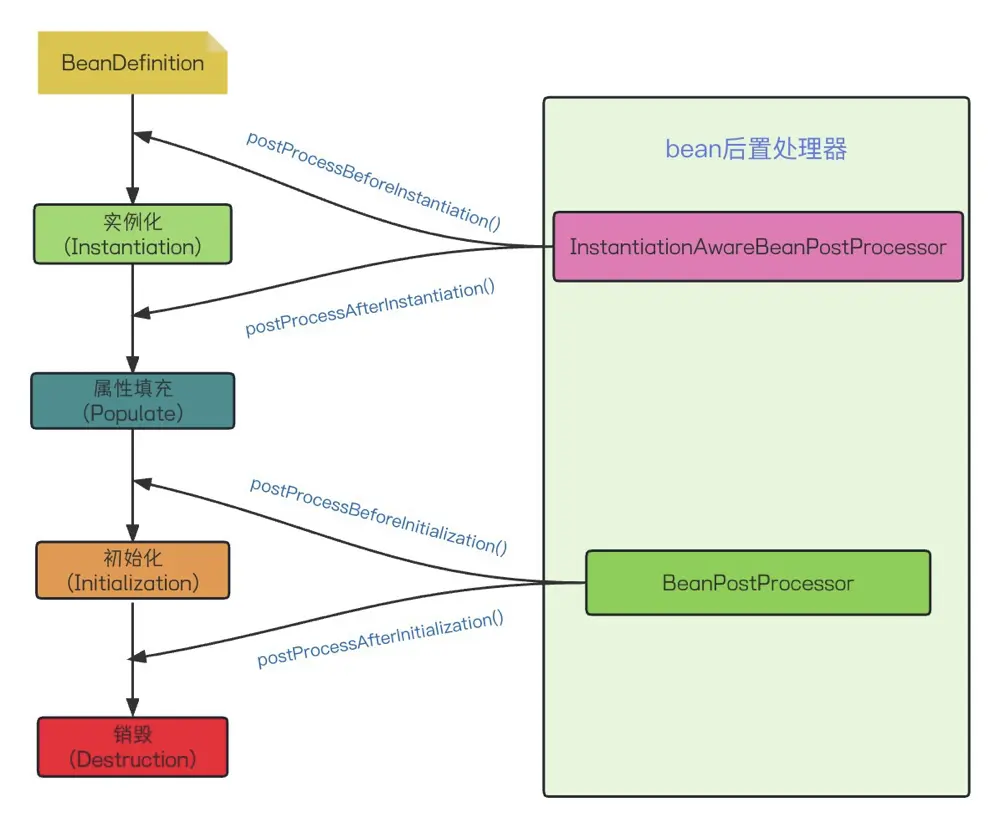 BeanDefinition
bean后置处理器
postProcessBeforeInstantiation()
实例化
(Instantiation)
InstantiationAwareBeanPostProcessor
postProcessAfterInstantiation()
属性填充
(Populate)
postProcessBeforeInitialization()
初始化
(Initialization)
BeanPostProcessor
postProcessAfterInitialization()
销毁
(Destruction)